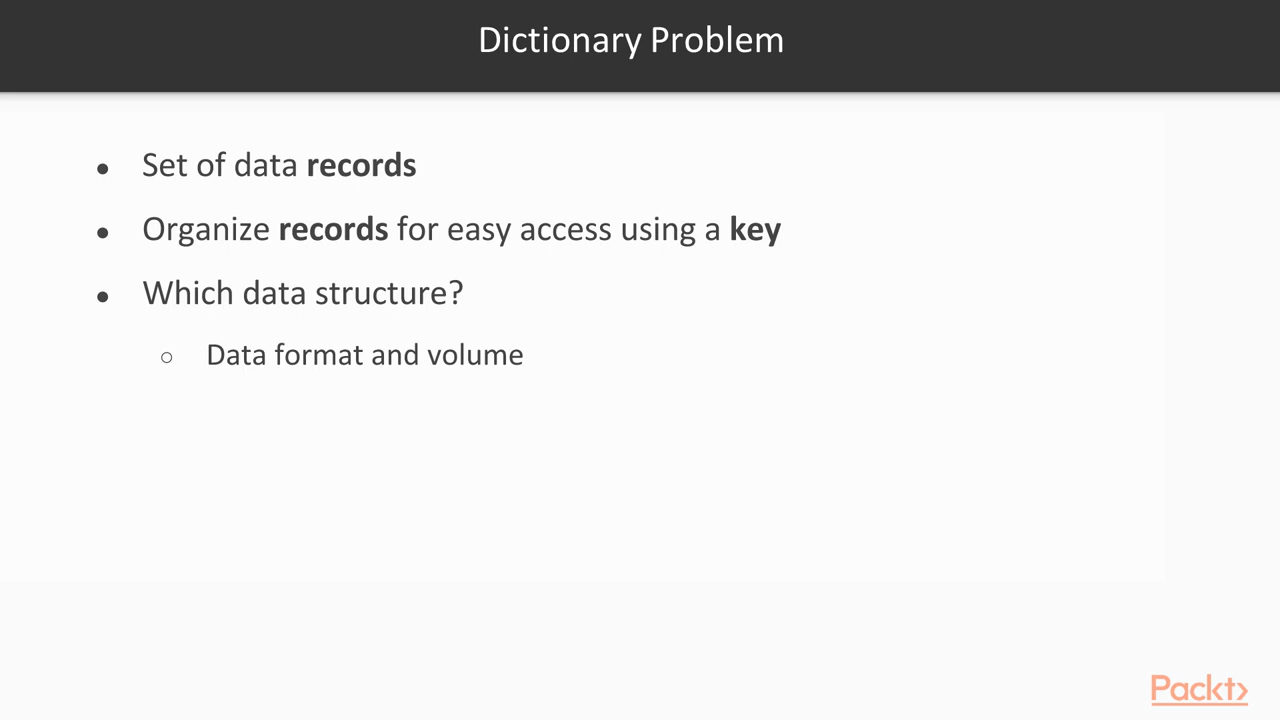 Dictionary Problem
● Set of data records
● Organize records for easy access using a key
● Which data structure?
○ Data format and volume
Packt>